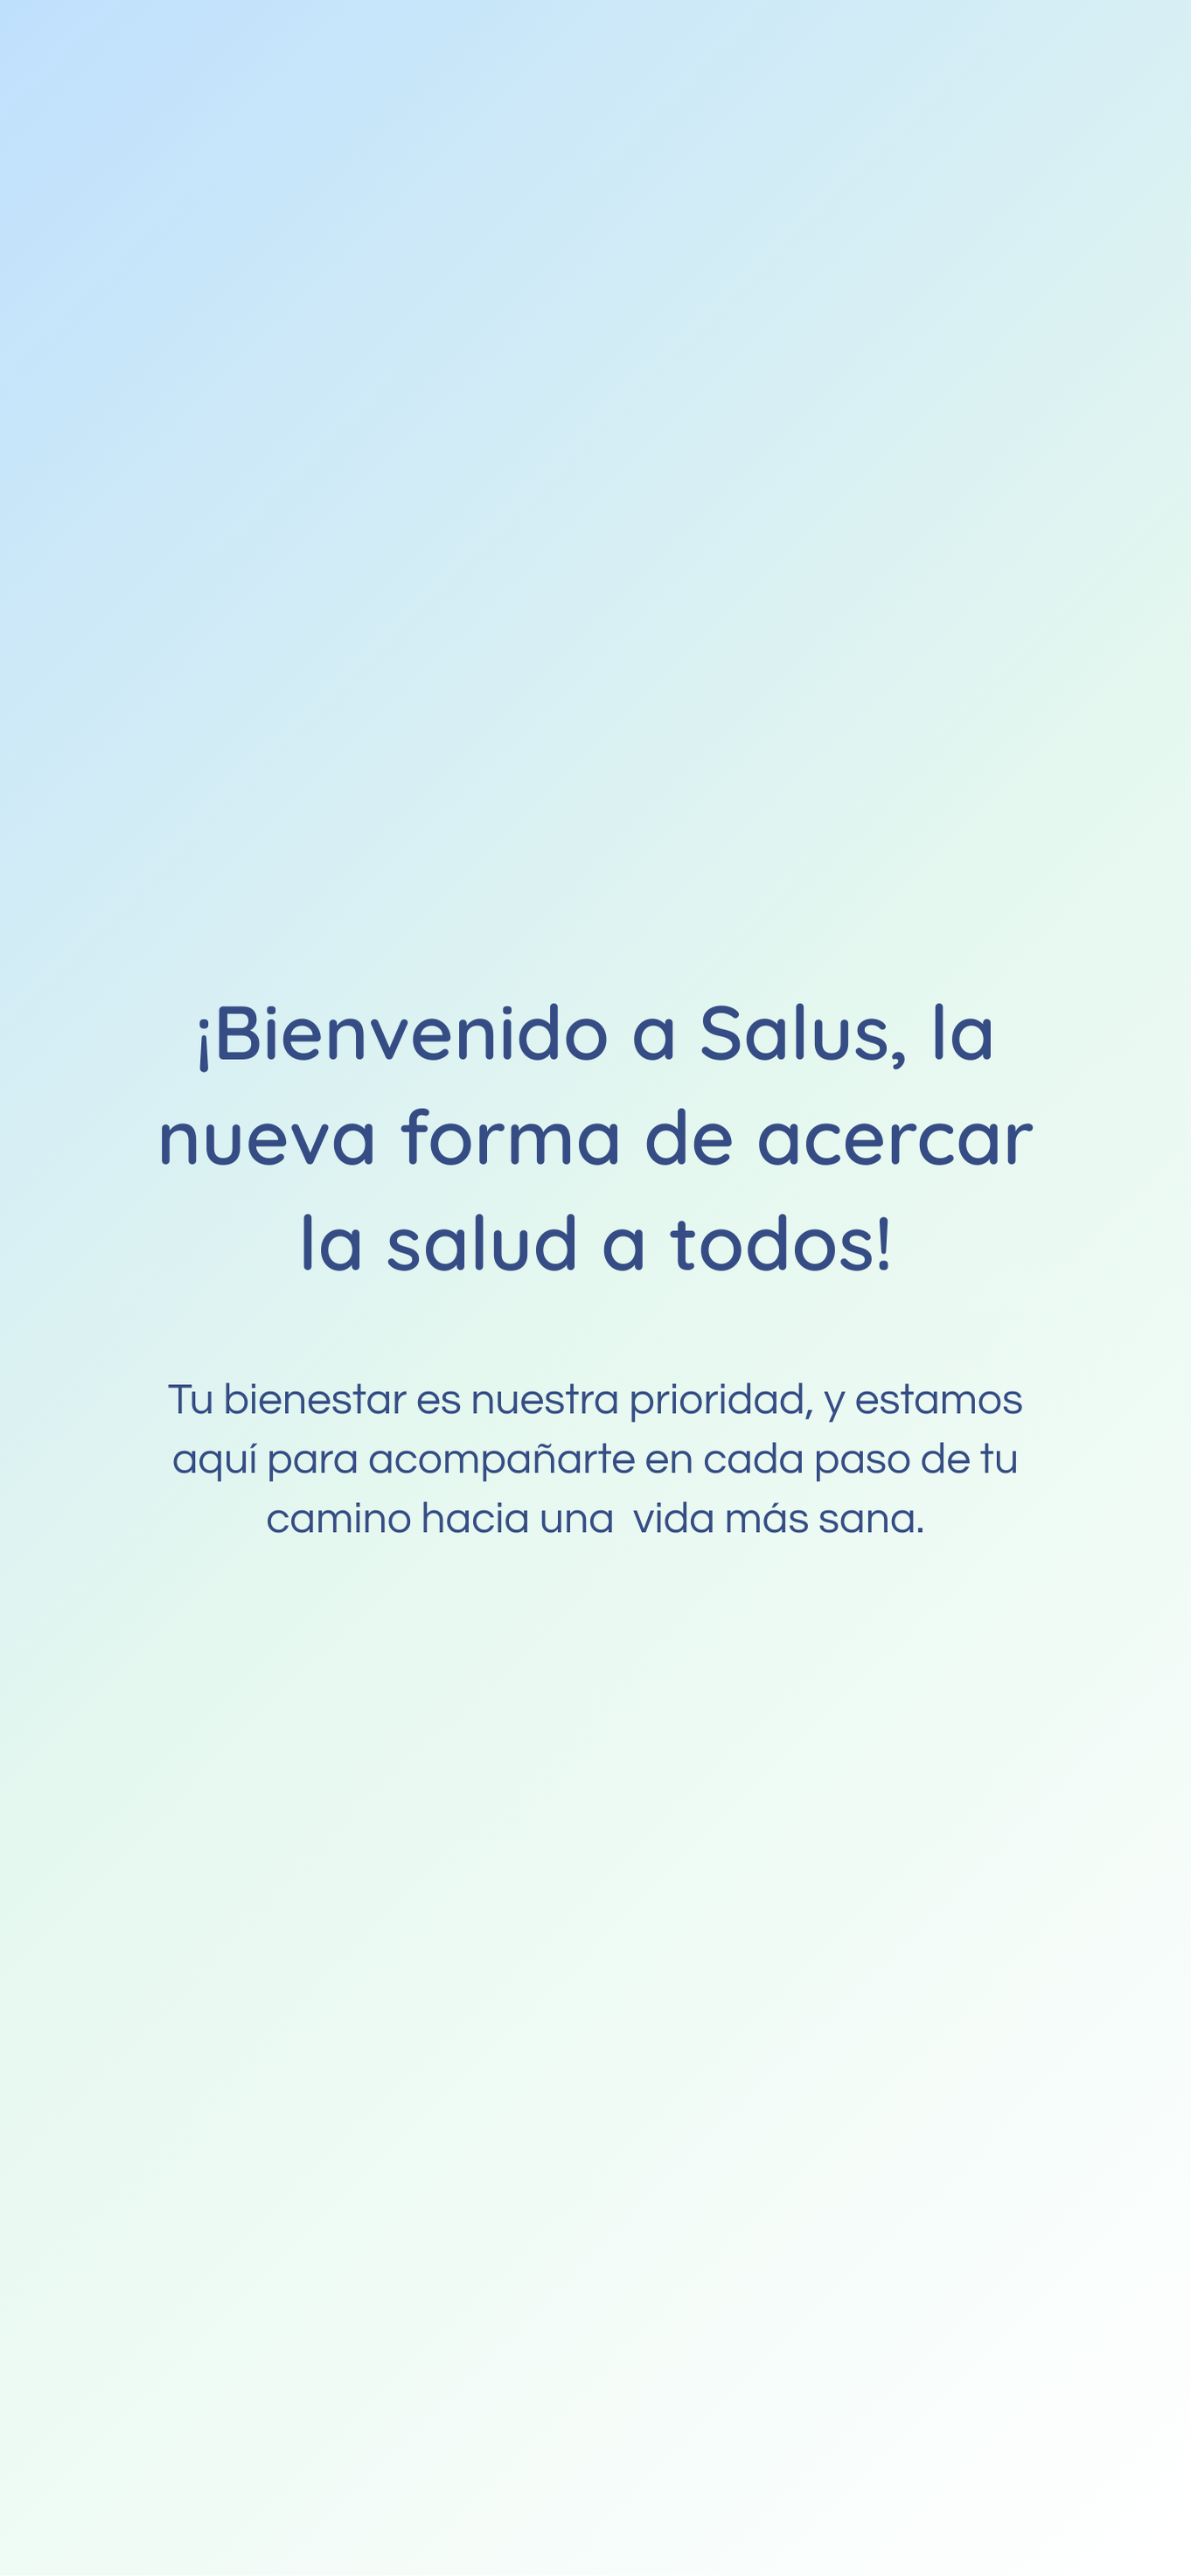 ¡Bienvenido a Salus, la
nueva forma de acercar
la salud a todos!
Tu bienestar es nuestra prioridad, y estamos
aquí para acompañarte en cada paso de tu
camino hacia una  vida más sana.